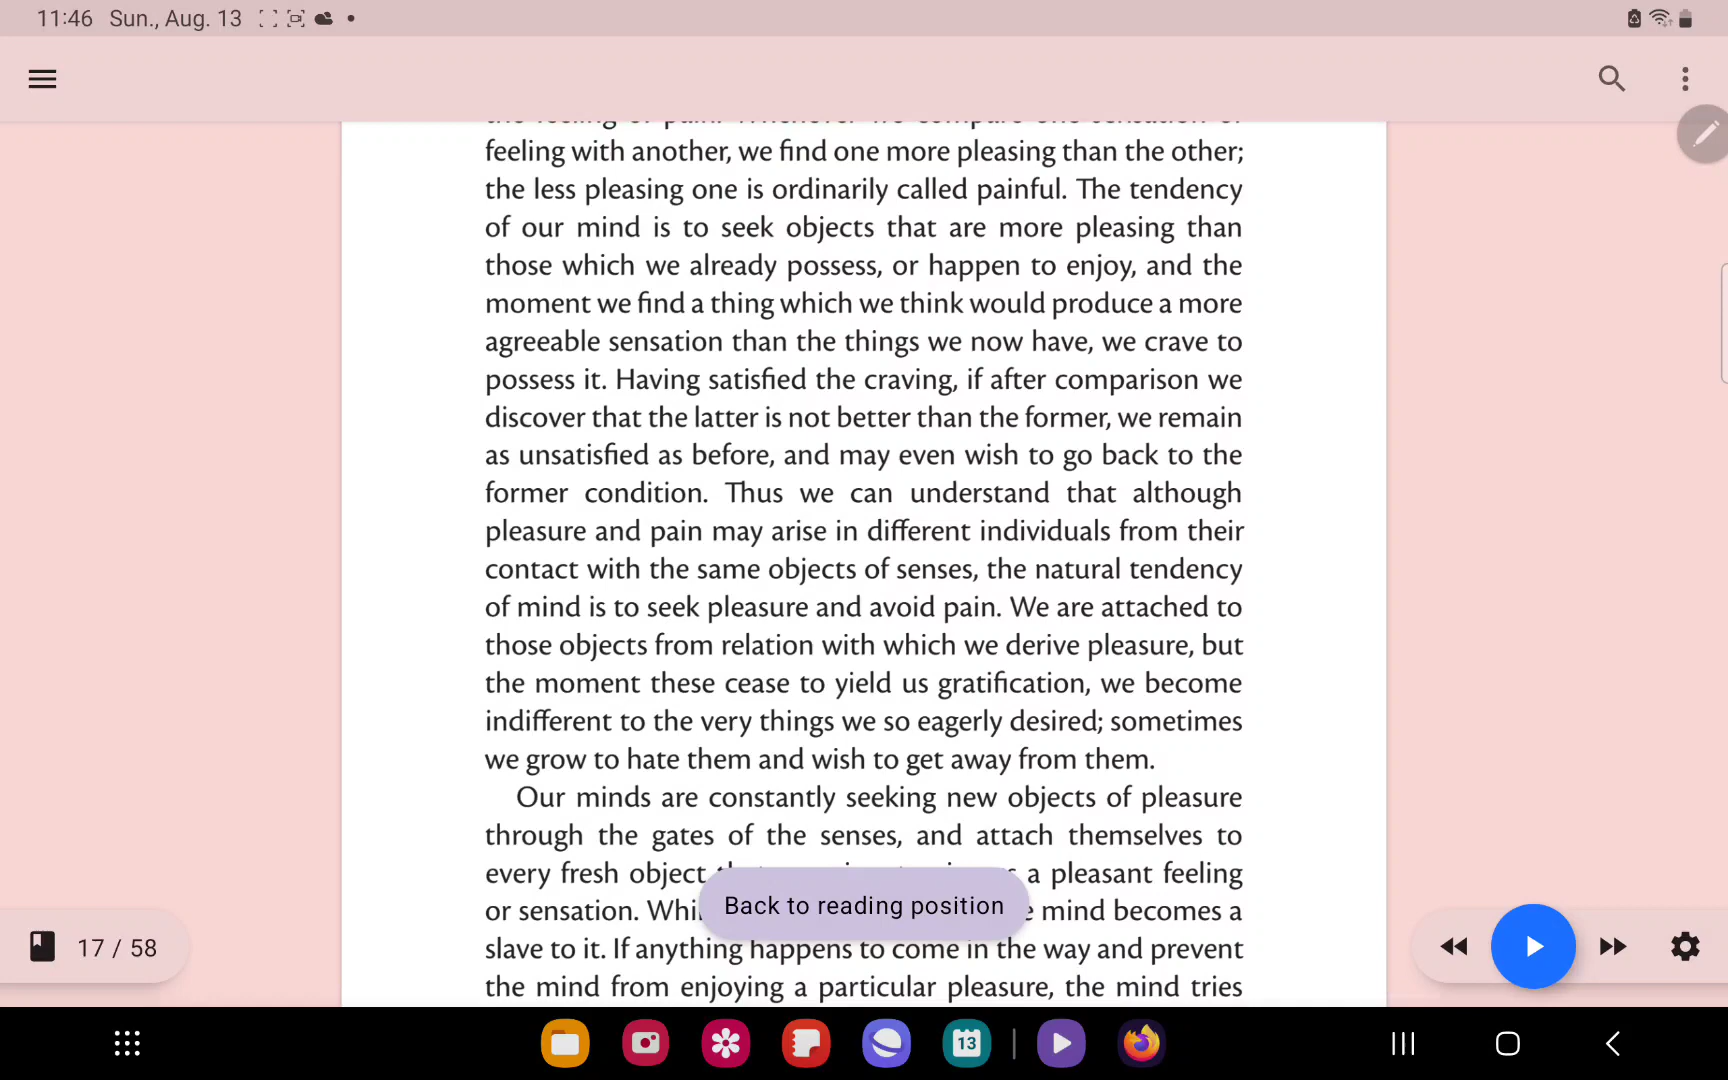 11:46 Sun., Aug. 13
feeling with another, we find one more pleasing than the other;
the less pleasing one is ordinarily called painful. The tendency
of our mind is to seek objects that are more pleasing than
those which we already possess, or happen to enjoy, and the
moment we find a thing which we think would produce a more
agreeable sensation than the things we now have, we crave to
possess it. Having satisfied the craving, if after comparison we
discover that the latter is not better than the former, we remain
as unsatisfied as before, and may even wish to go back to the
former condition. Thus we can understand that although
pleasure and pain may arise in different individuals from their
contact with the same objects of senses, the natural tendency
of mind is to seek pleasure and avoid pain. We are attached to
those objects from relation with which we derive pleasure, but
the moment these cease to yield us gratification, we become
indifferent to the very things we so eagerly desired; sometimes
we grow to hate them and wish to get away from them.
Our minds are constantly seeking new objects of pleasure
through the gates of the senses, and attach themselves to
every fresh object a pleasant feeling
or sensation. mind becomes a
Back to reading position
slave to it. If anything happens to come in the way and prevent
the mind from enjoying a particular pleasure, the mind tries
17 / 58
13